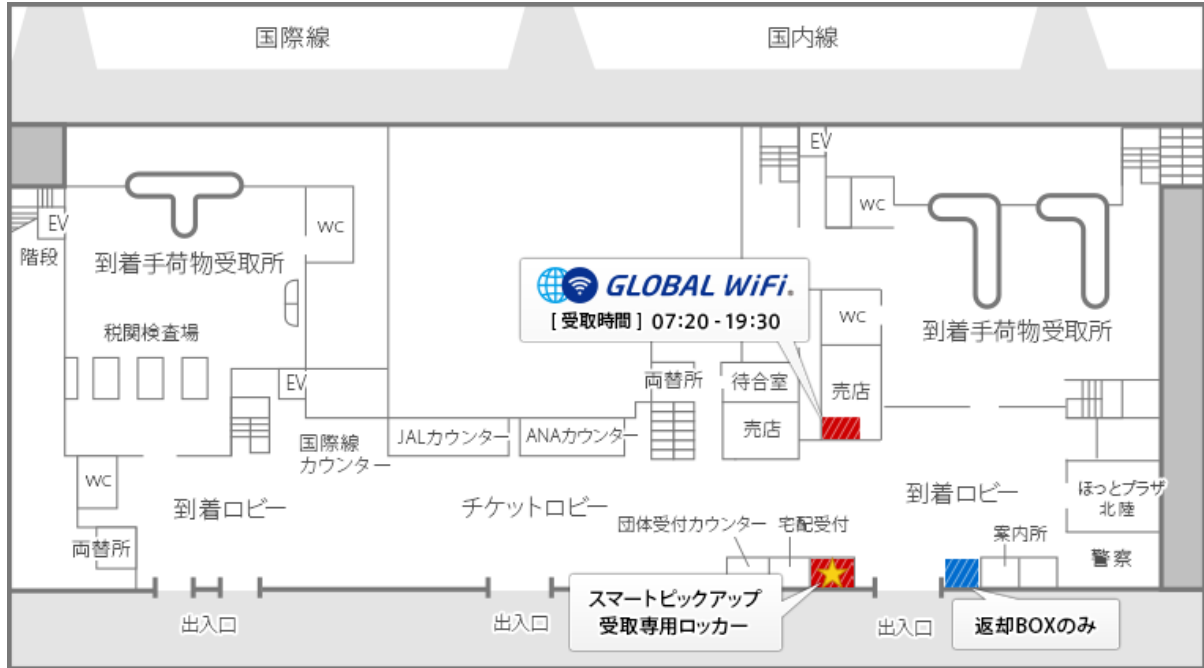 国際線
国内線
EV
EV
WC
WC
階段
到着手荷物受取所
GLOBAL WiFi®
[受取時間] 07:20 - 19:30
WC
到着手荷物受取所
税関検査場
両替所
待合室
売店
EV
売店
国際線
カウンター
JALカウンター
ANAカウンター
WC
到着ロビー
チケットロビー
到着ロビー
ほっとプラザ
北陸
団体受付カウンター
宅配受付
案内所
両替所
警察
スマートピックアップ
受取専用ロッカー
出入口
出入口
出入口
返却BOXのみ